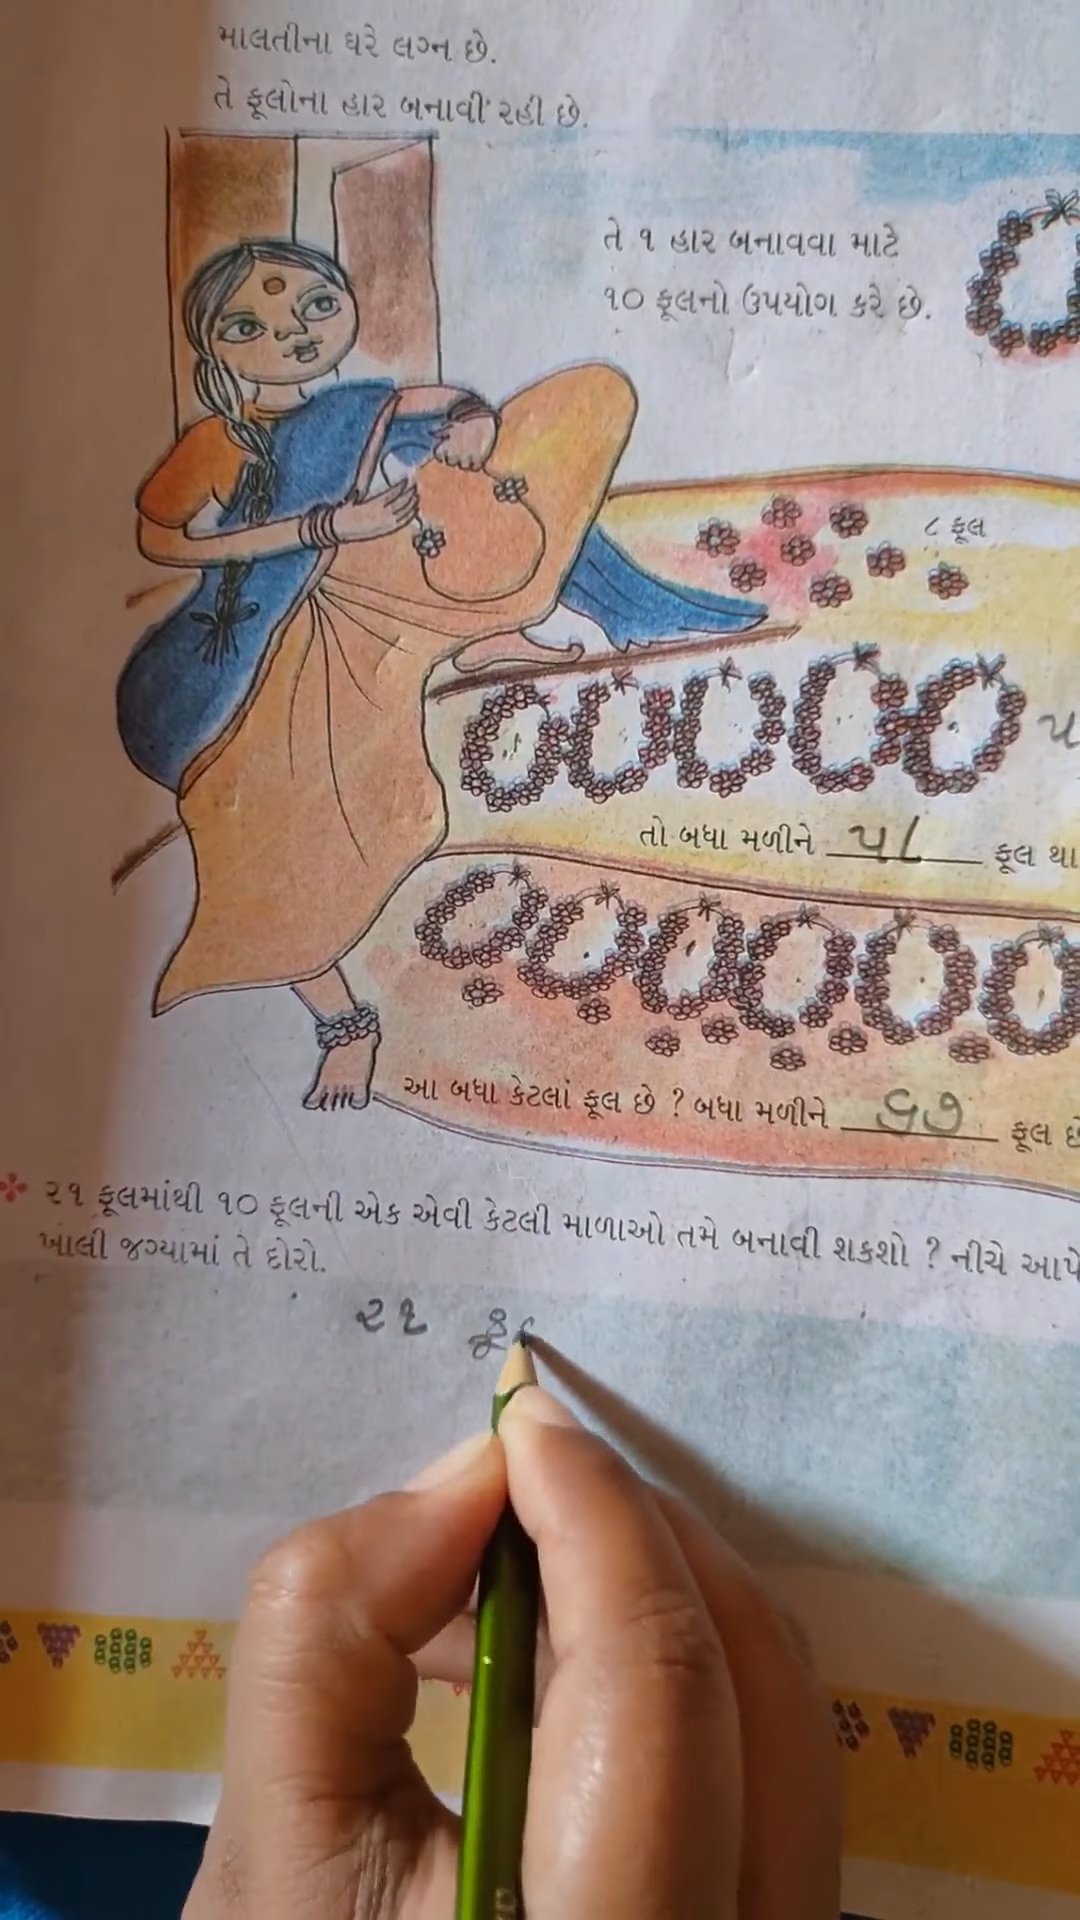 માલતીના ઘરે લગ્ન છે.
તે ફૂલોના હાર બનાવી રહી છે.
તે ૧ હાર બનાવવા માટે
૧૦ ફૂલનો ઉપયોગ કરે છે.
૮ ફૂલ
તો બધા મળીને ૫૮ ફૂલ થા
આ બધા કેટલાં ફૂલ છે ? બધા મળીને ૬૭ ફૂલ છે
૨૧ ફૂલમાંથી ૧૦ ફૂલની એક એવી કેટલી માળાઓ તમે બનાવી શકશો ? નીચે આપે
ખાલી જગ્યામાં તે દોરો.
૨૧ ફૂ